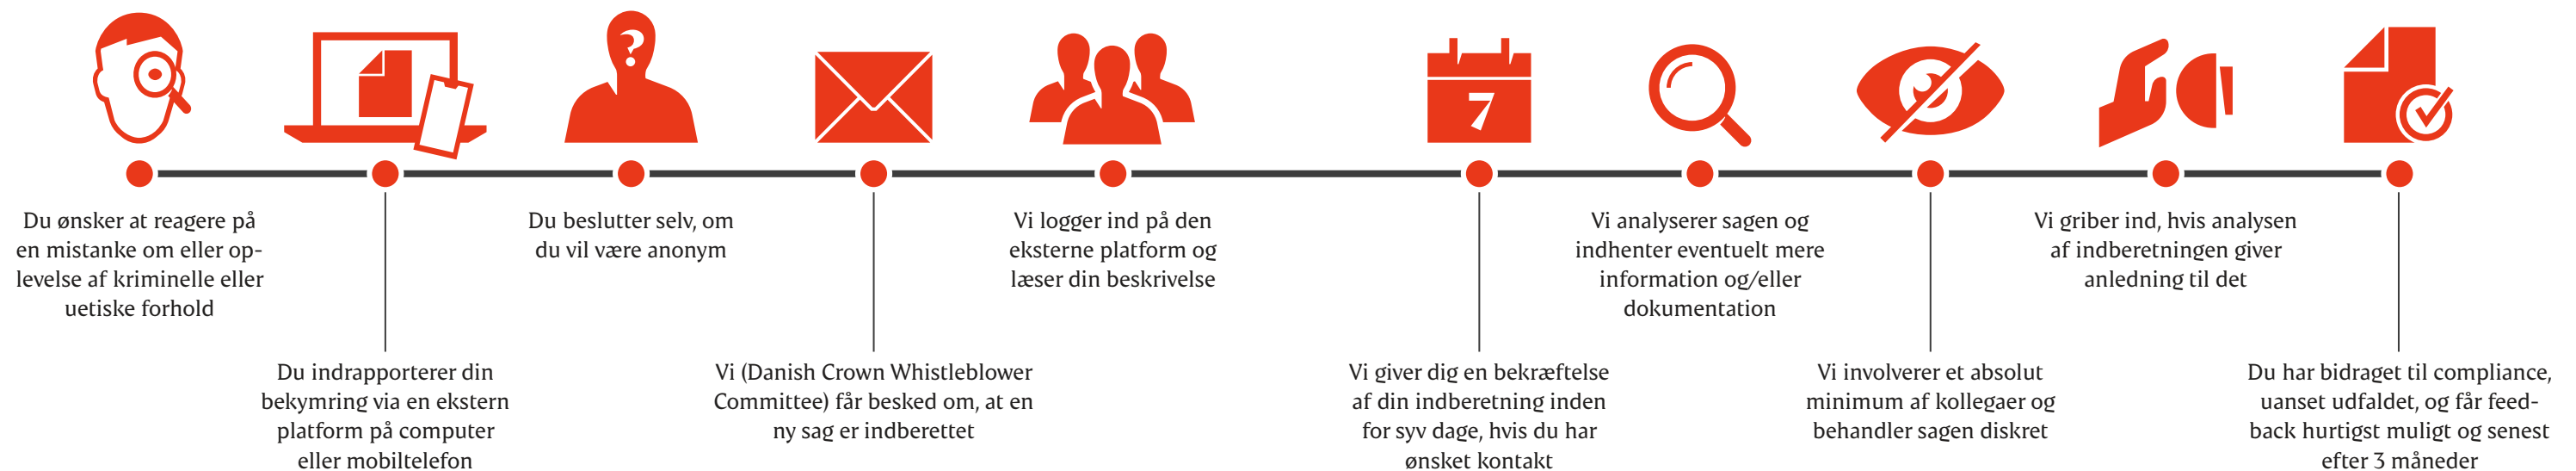 ?
7
Du ønsker at reagere på
en mistanke om eller op-
levelse af kriminelle eller
uetiske forhold
Du indrapporterer din
bekymring via en ekstern
platform på computer
eller mobiltelefon
Du beslutter selv, om
du vil være anonym
Vi (Danish Crown Whistleblower
Committee) får besked om, at en
ny sag er indberettet
Vi logger ind på den
eksterne platform og
læser din beskrivelse
Vi giver dig en bekræftelse
af din indberetning inden
for syv dage, hvis du har
ønsket kontakt
Vi analyserer sagen og
indhenter eventuelt mere
information og/eller
dokumentation
Vi involverer et absolut
minimum af kollegaer og
behandler sagen diskret
Vi griber ind, hvis analysen
af indberetningen giver
anledning til det
Du har bidraget til compliance,
uanset udfaldet, og får feed-
back hurtigst muligt og senest
efter 3 måneder